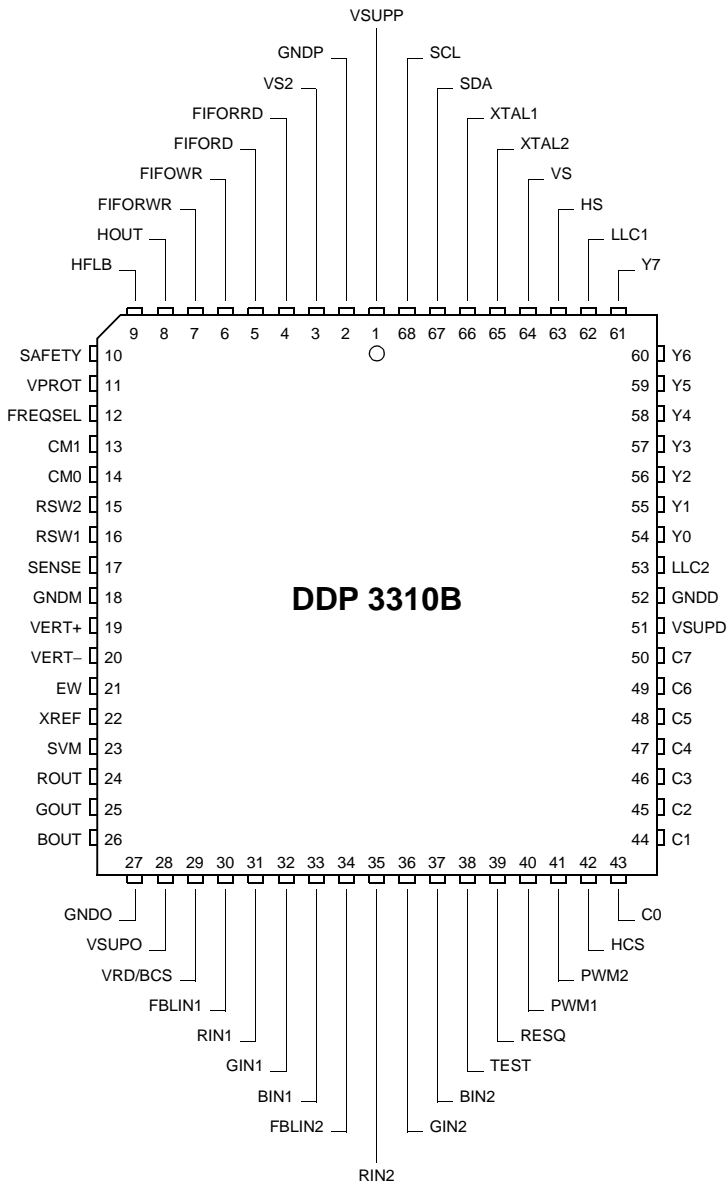 VSUPP
GNDP
SCL
VS2
SDA
FIFORRD
XTAL1
FIFORD
XTAL2
FIFOWR
VS
FIFORWR
HS
HOUT
LLC1
HFLB
Y7
9 8 7 6 5 4 3 2 1 68 67 66 65 64 63 62 61
SAFETY 10 60 Y6
VPROT 11 59 Y5
FREQSEL 12 58 Y4
CM1 13 57 Y3
CM0 14 56 Y2
RSW2 15 55 Y1
RSW1 16 54 Y0
SENSE 17 53 LLC2
DDP 3310B
GNDM 18 52 GNDD
VERT+ 19 51 VSUPD
VERT− 20 50 C7
EW 21 49 C6
XREF 22 48 C5
SVM 23 47 C4
ROUT 24 46 C3
GOUT 25 45 C2
BOUT 26 44 C1
27 28 29 30 31 32 33 34 35 36 37 38 39 40 41 42 43
GNDO
C0
VSUPO
HCS
VRD/BCS
PWM2
FBLIN1
PWM1
RIN1
RESQ
GIN1
TEST
BIN1
BIN2
FBLIN2
GIN2
RIN2